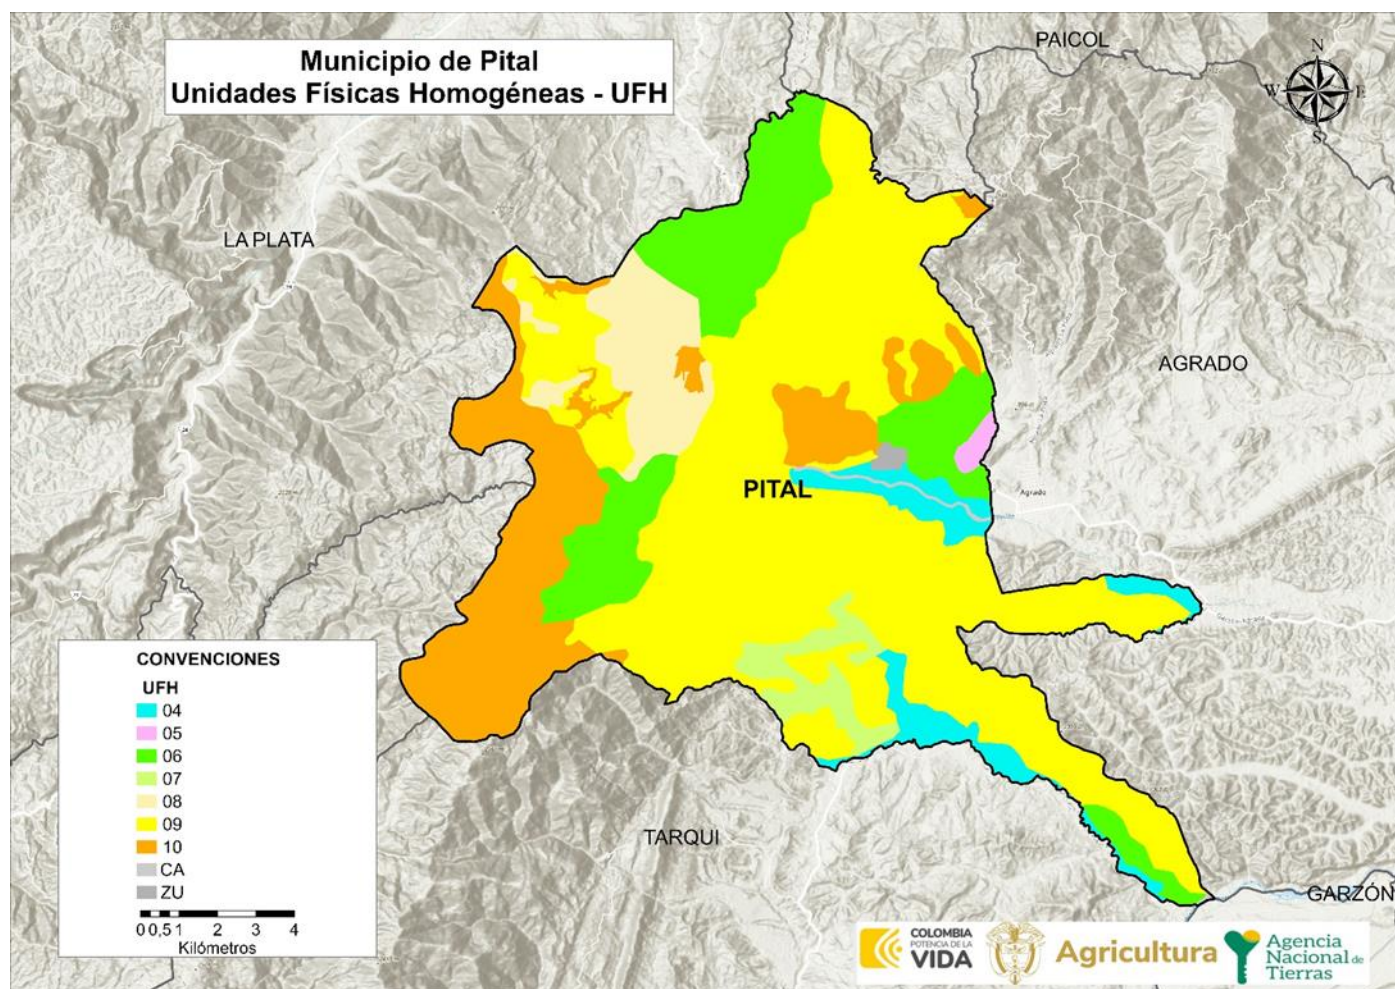 Municipio de Pital
Unidades Físicas Homogéneas - UFH
PAICOL
N
W E
S
LA PLATA
AGRADO
PITAL
Agrado
TARQUI
GARZÓN
CONVENCIONES
UFH
04
05
06
07
08
09
10
CA
ZU
0 0,5 1 2 3 4
Kilómetros
COLOMBIA
POTENCIA DE LA
VIDA
Agricultura
Agencia
Nacional de
Tierras